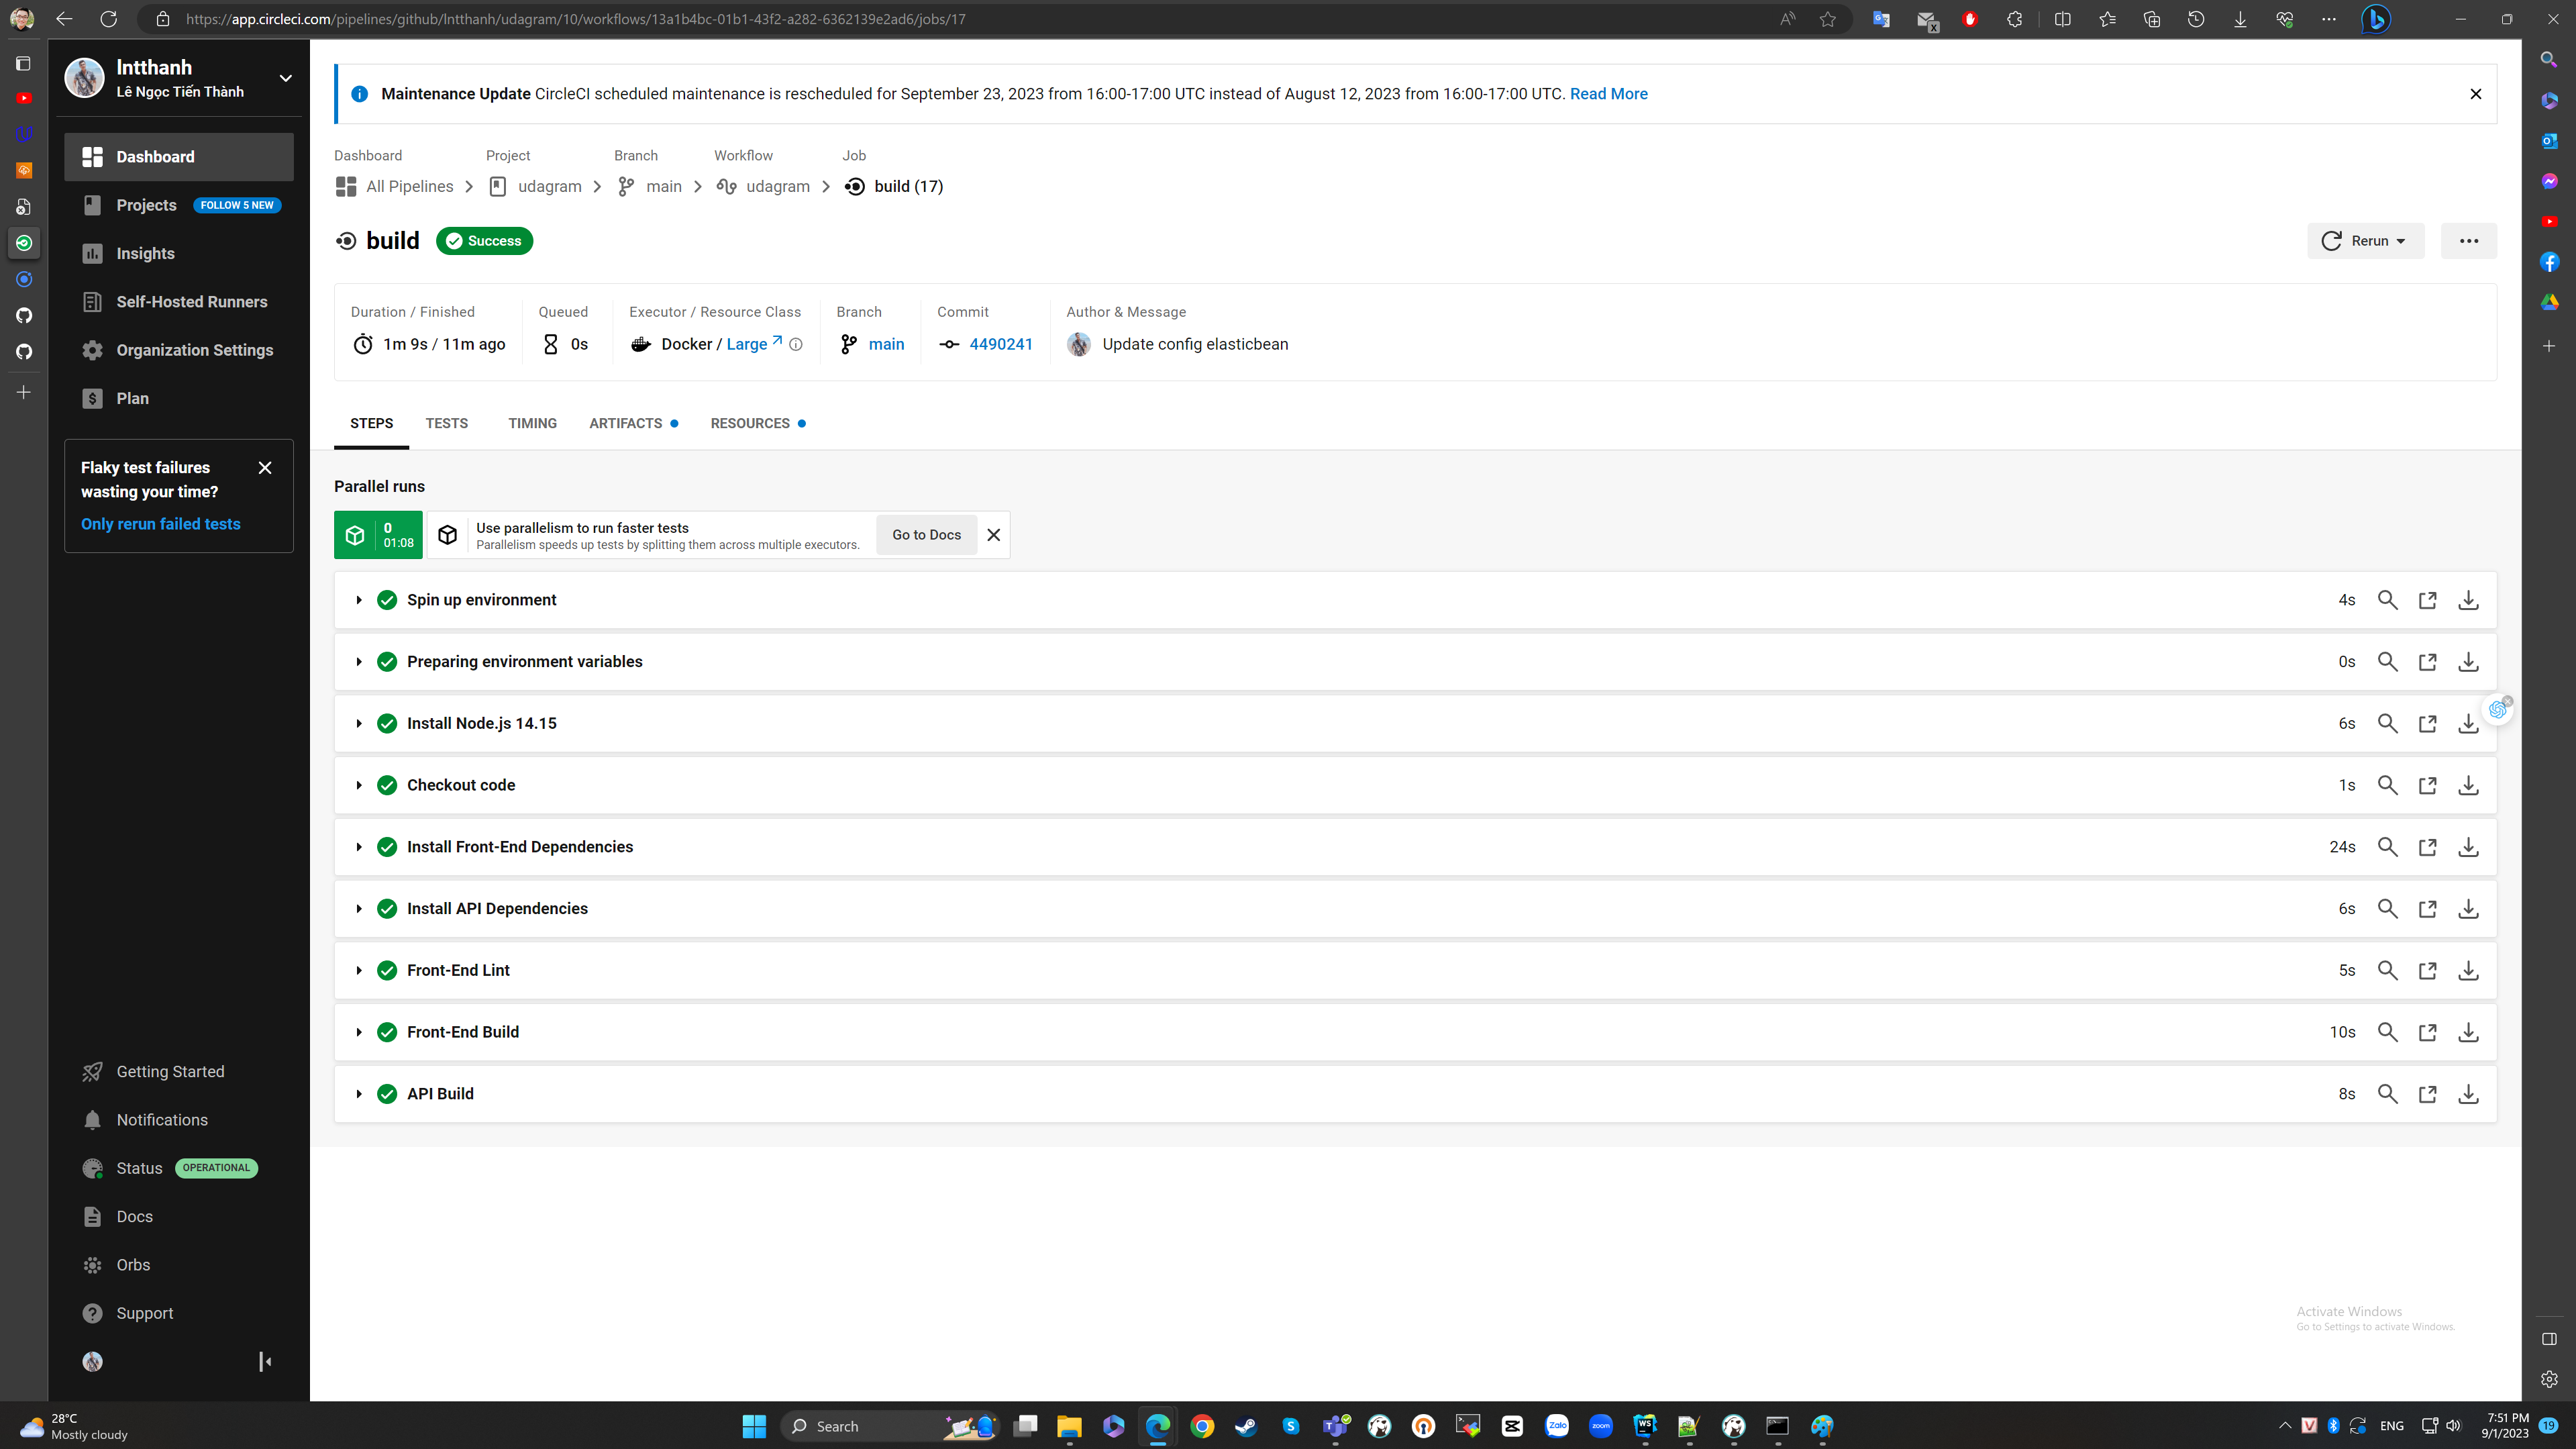 https://app.circleci.com/pipelines/github/lntthanh/udagram/10/workflows/13a1b4bc-01b1-43f2-a282-6362139e2ad6/jobs/17
lntthanh
Lê Ngọc Tiến Thành
Dashboard
Projects FOLLOW 5 NEW
Insights
Self-Hosted Runners
Organization Settings
Plan
Flaky test failures
wasting your time?
Only rerun failed tests
Getting Started
Notifications
Status OPERATIONAL
Docs
Orbs
Support
Maintenance Update CircleCI scheduled maintenance is rescheduled for September 23, 2023 from 16:00-17:00 UTC instead of August 12, 2023 from 16:00-17:00 UTC. Read More
Dashboard Project Branch Workflow Job
All Pipelines udagram main udagram build (17)
build Success Rerun
Duration / Finished Queued Executor / Resource Class Branch Commit Author & Message
1m 9s / 11m ago 0s Docker / Large main 4490241 Update config elasticbean
STEPS TESTS TIMING ARTIFACTS RESOURCES
Parallel runs
0
01:08
Use parallelism to run faster tests
Parallelism speeds up tests by splitting them across multiple executors.
Go to Docs
Spin up environment 4s
Preparing environment variables 0s
Install Node.js 14.15 6s
Checkout code 1s
Install Front-End Dependencies 24s
Install API Dependencies 6s
Front-End Lint 5s
Front-End Build 10s
API Build 8s
Activate Windows
Go to Settings to activate Windows.
28°C
Mostly cloudy
Search
Zalo
zoom
WS
ENG
7:51 PM
9/1/2023
19